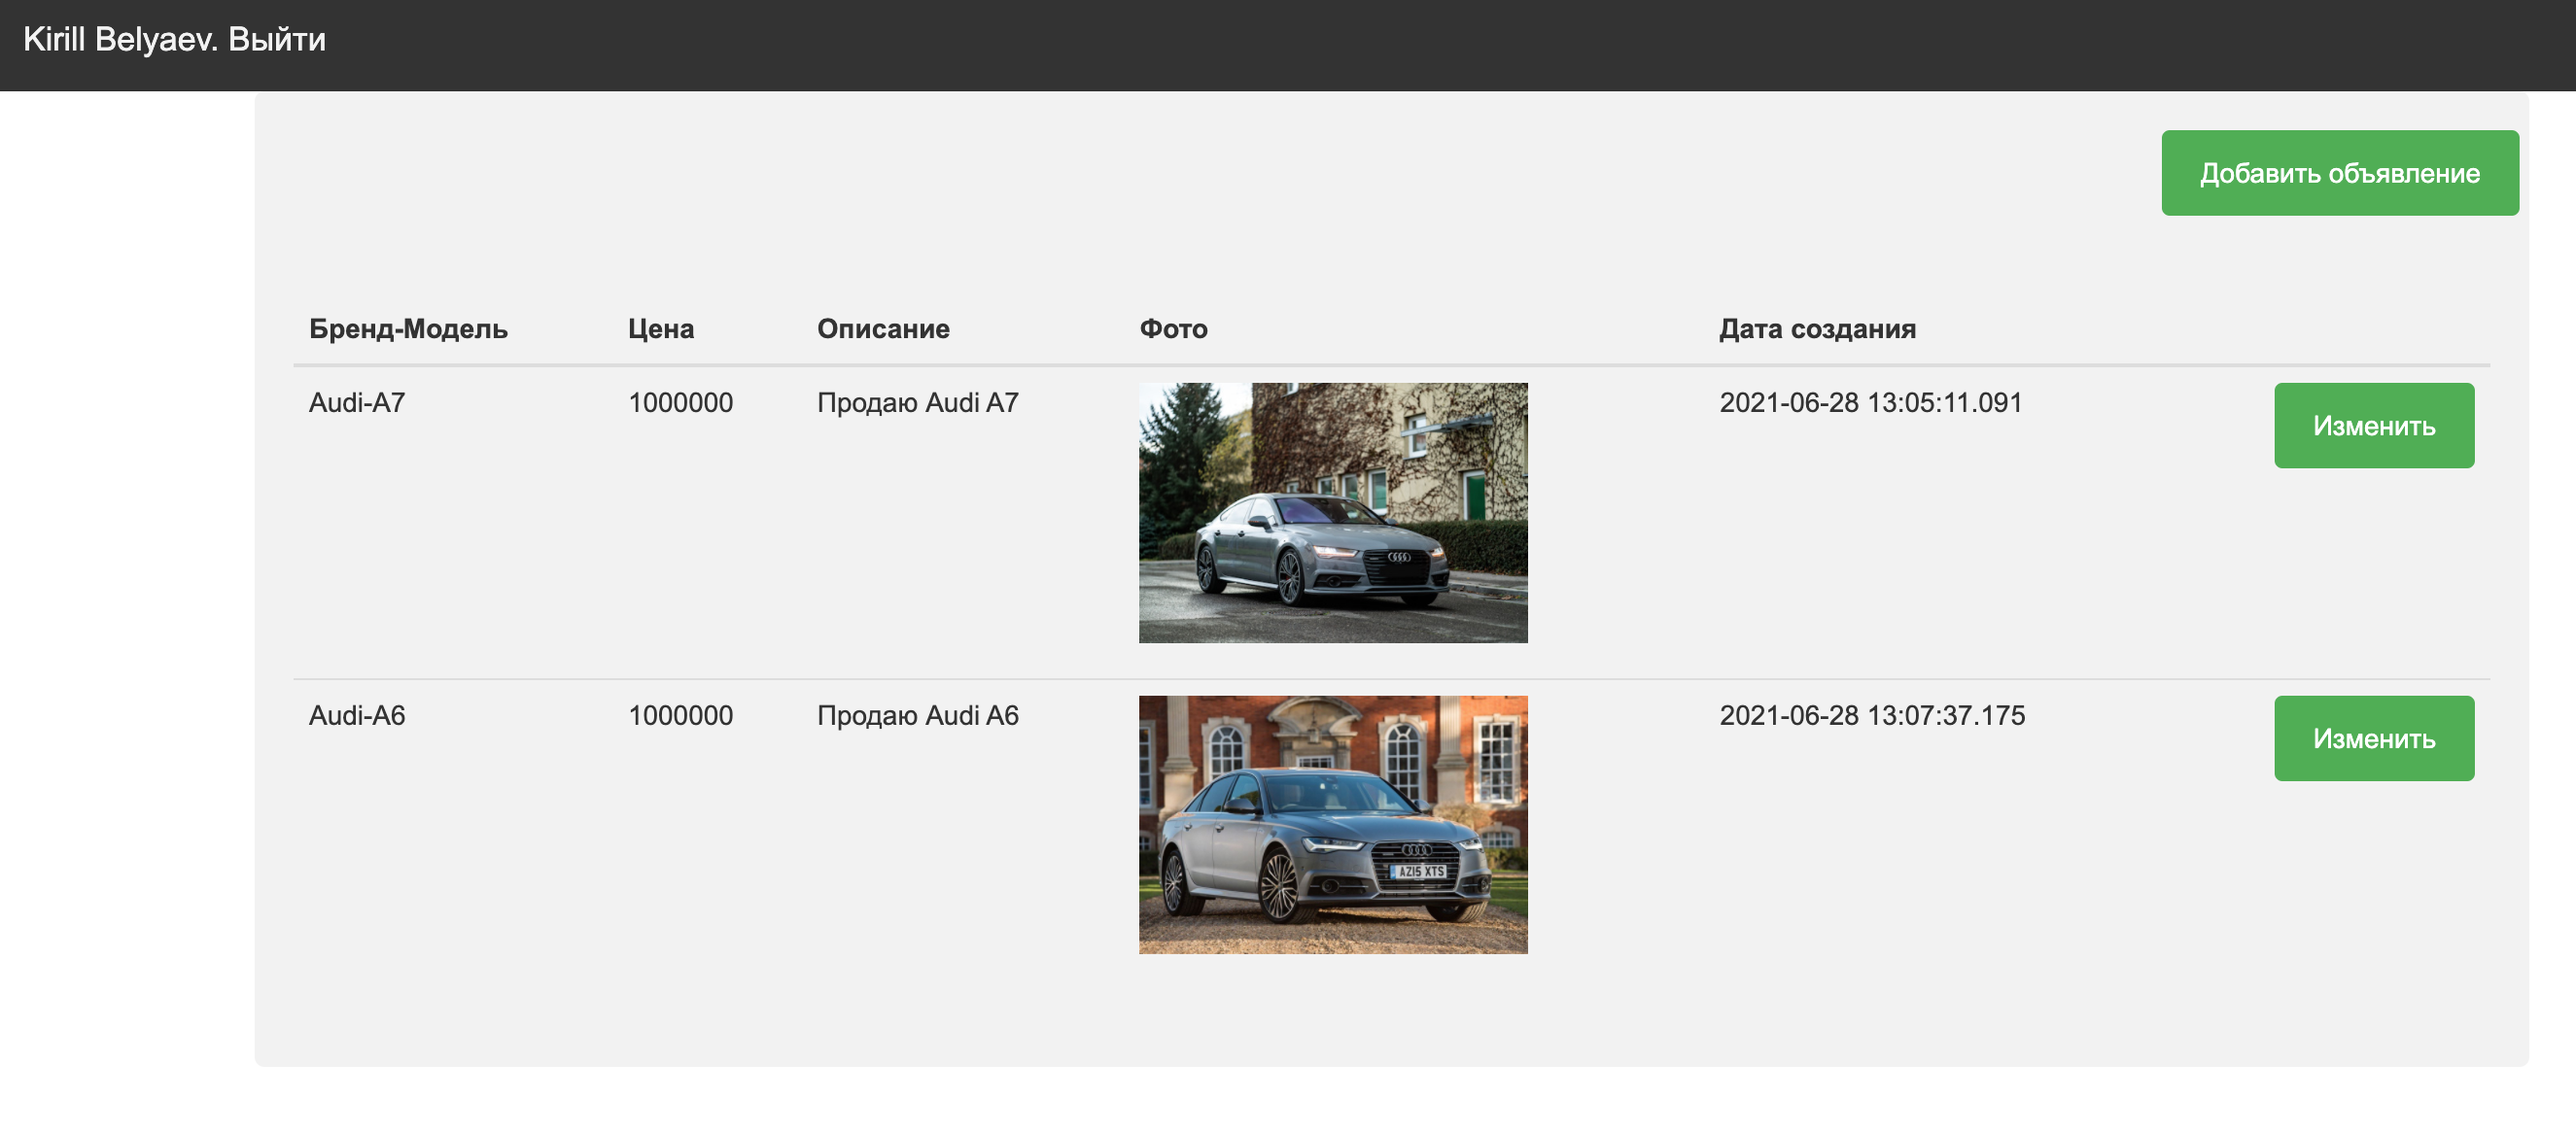 Kirill Belyaev. Выйти
Добавить объявление
Бренд-Модель Цена Описание Фото Дата создания
Audi-A7 1000000 Продаю Audi A7 2021-06-28 13:05:11.091 Изменить
Audi-A6 1000000 Продаю Audi A6 2021-06-28 13:07:37.175 Изменить
AZ15 XTS